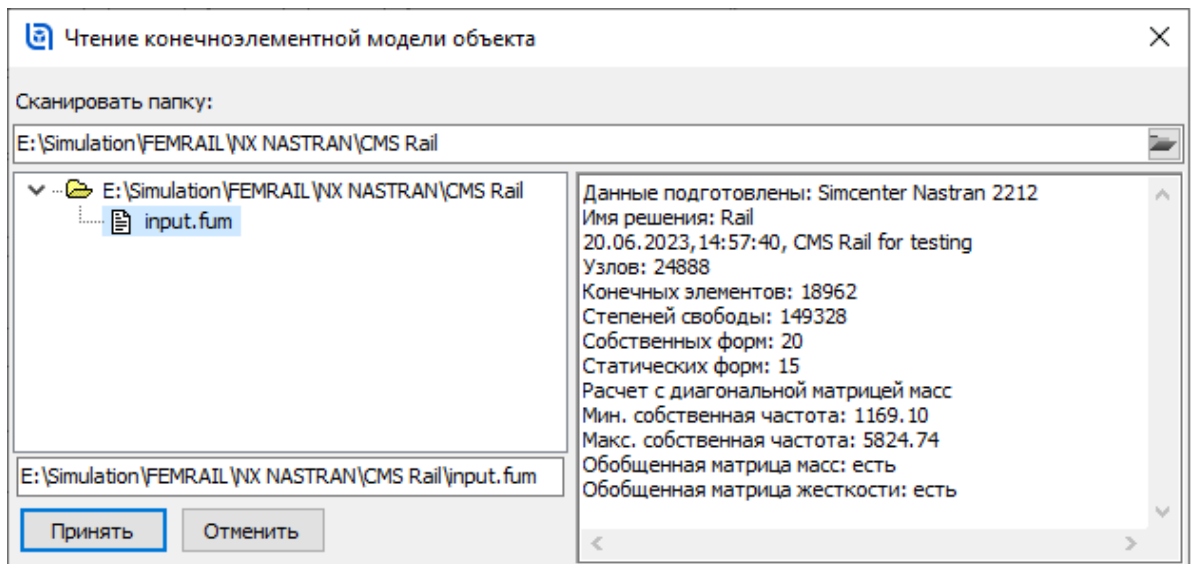 Чтение конечноэлементной модели объекта
Сканировать папку:
E:\Simulation\FEMRAIL\NX NASTRAN\CMS Rail
E:\Simulation\FEMRAIL\NX NASTRAN\CMS Rail
input.fum
E:\Simulation\FEMRAIL\NX NASTRAN\CMS Rail\input.fum
Принять
Отменить
Данные подготовлены: Simcenter Nastran 2212
Имя решения: Rail
20.06.2023,14:57:40, CMS Rail for testing
Узлов: 24888
Конечных элементов: 18962
Степеней свободы: 149328
Собственных форм: 20
Статических форм: 15
Расчет с диагональной матрицей масс
Мин. собственная частота: 1169.10
Макс. собственная частота: 5824.74
Обобщенная матрица масс: есть
Обобщенная матрица жесткости: есть